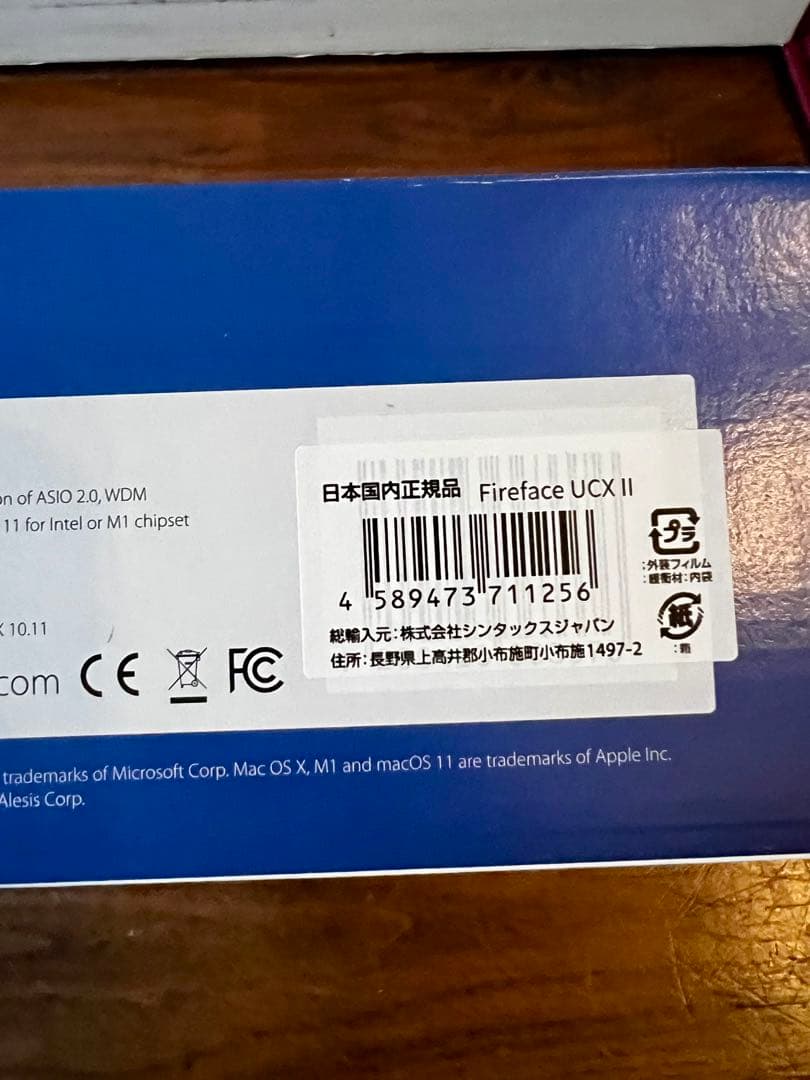 on of ASIO 2.0, WDM
11 for Intel or M1 chipset
X 10.11
.com CE FC
日本国内正規品 Fireface UCX II
4 589473 711256
総輸入元：株式会社シンタックスジャパン
住所：長野県上高井郡小布施町小布施1497-2
プラ
：外装フィルム
：緩衝材：内袋
紙
：箱
trademarks of Microsoft Corp. Mac OS X, M1 and macOS 11 are trademarks of Apple Inc.
Alesis Corp.